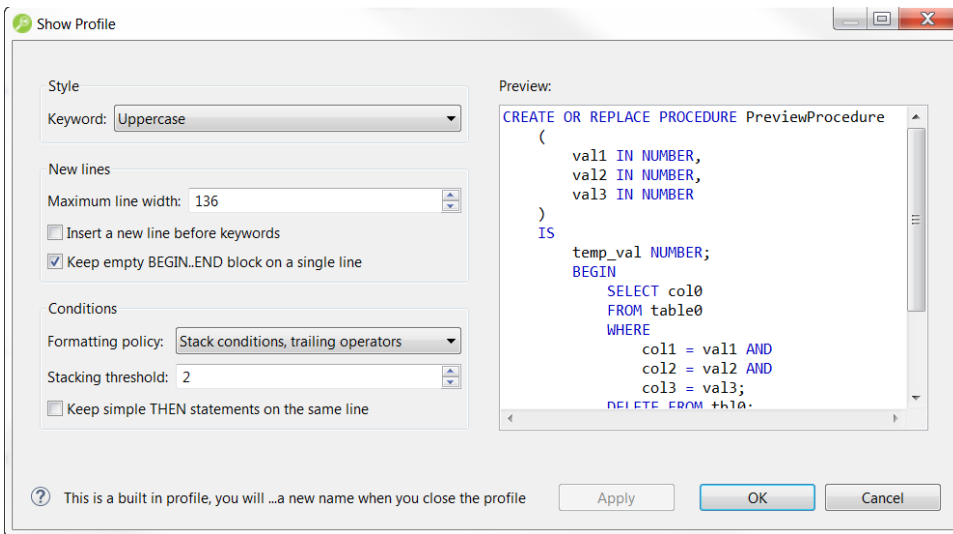 Show Profile
Style
Keyword: Uppercase
New lines
Maximum line width: 136
Insert a new line before keywords
Keep empty BEGIN..END block on a single line
Conditions
Formatting policy: Stack conditions, trailing operators
Stacking threshold: 2
Keep simple THEN statements on the same line
Preview:
CREATE OR REPLACE PROCEDURE PreviewProcedure
(
val1 IN NUMBER,
val2 IN NUMBER,
val3 IN NUMBER
)
IS
temp_val NUMBER;
BEGIN
SELECT col0
FROM table0
WHERE
col1 = val1 AND
col2 = val2 AND
col3 = val3;
DELETE FROM tbl0;
This is a built in profile, you will ...a new name when you close the profile
Apply
OK
Cancel